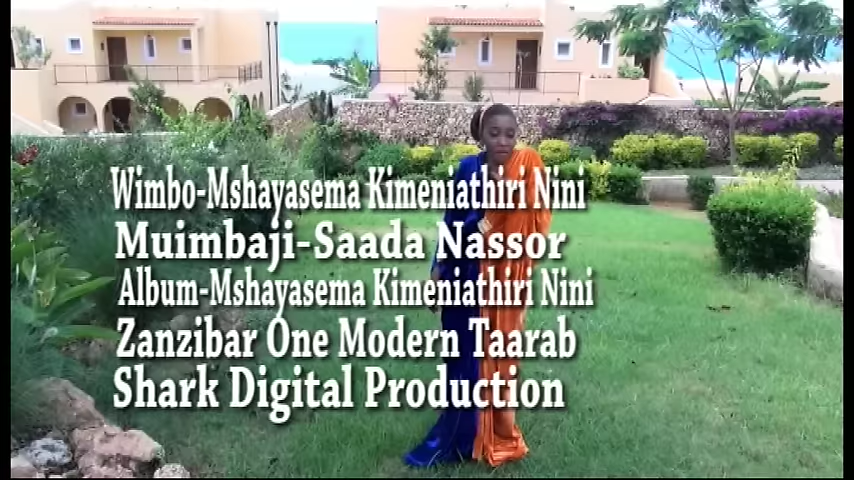 Wimbo-Mshayasema Kimeniathiri Nini
Muimbaji-Saada Nassor
Album-Mshayasema Kimeniathiri Nini
Zanzibar One Modern Taarab
Shark Digital Production